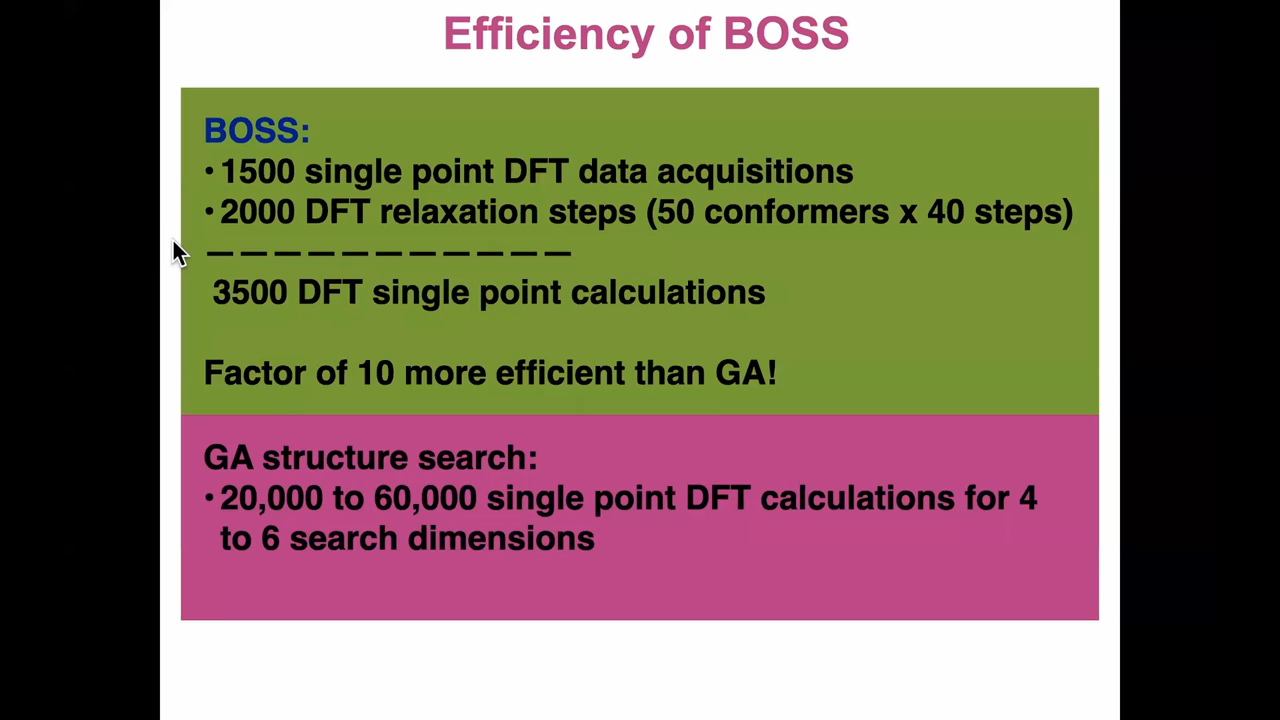 Efficiency of BOSS
BOSS:
• 1500 single point DFT data acquisitions
• 2000 DFT relaxation steps (50 conformers x 40 steps)
— — — — — — — — — — —
3500 DFT single point calculations
Factor of 10 more efficient than GA!
GA structure search:
• 20,000 to 60,000 single point DFT calculations for 4
to 6 search dimensions